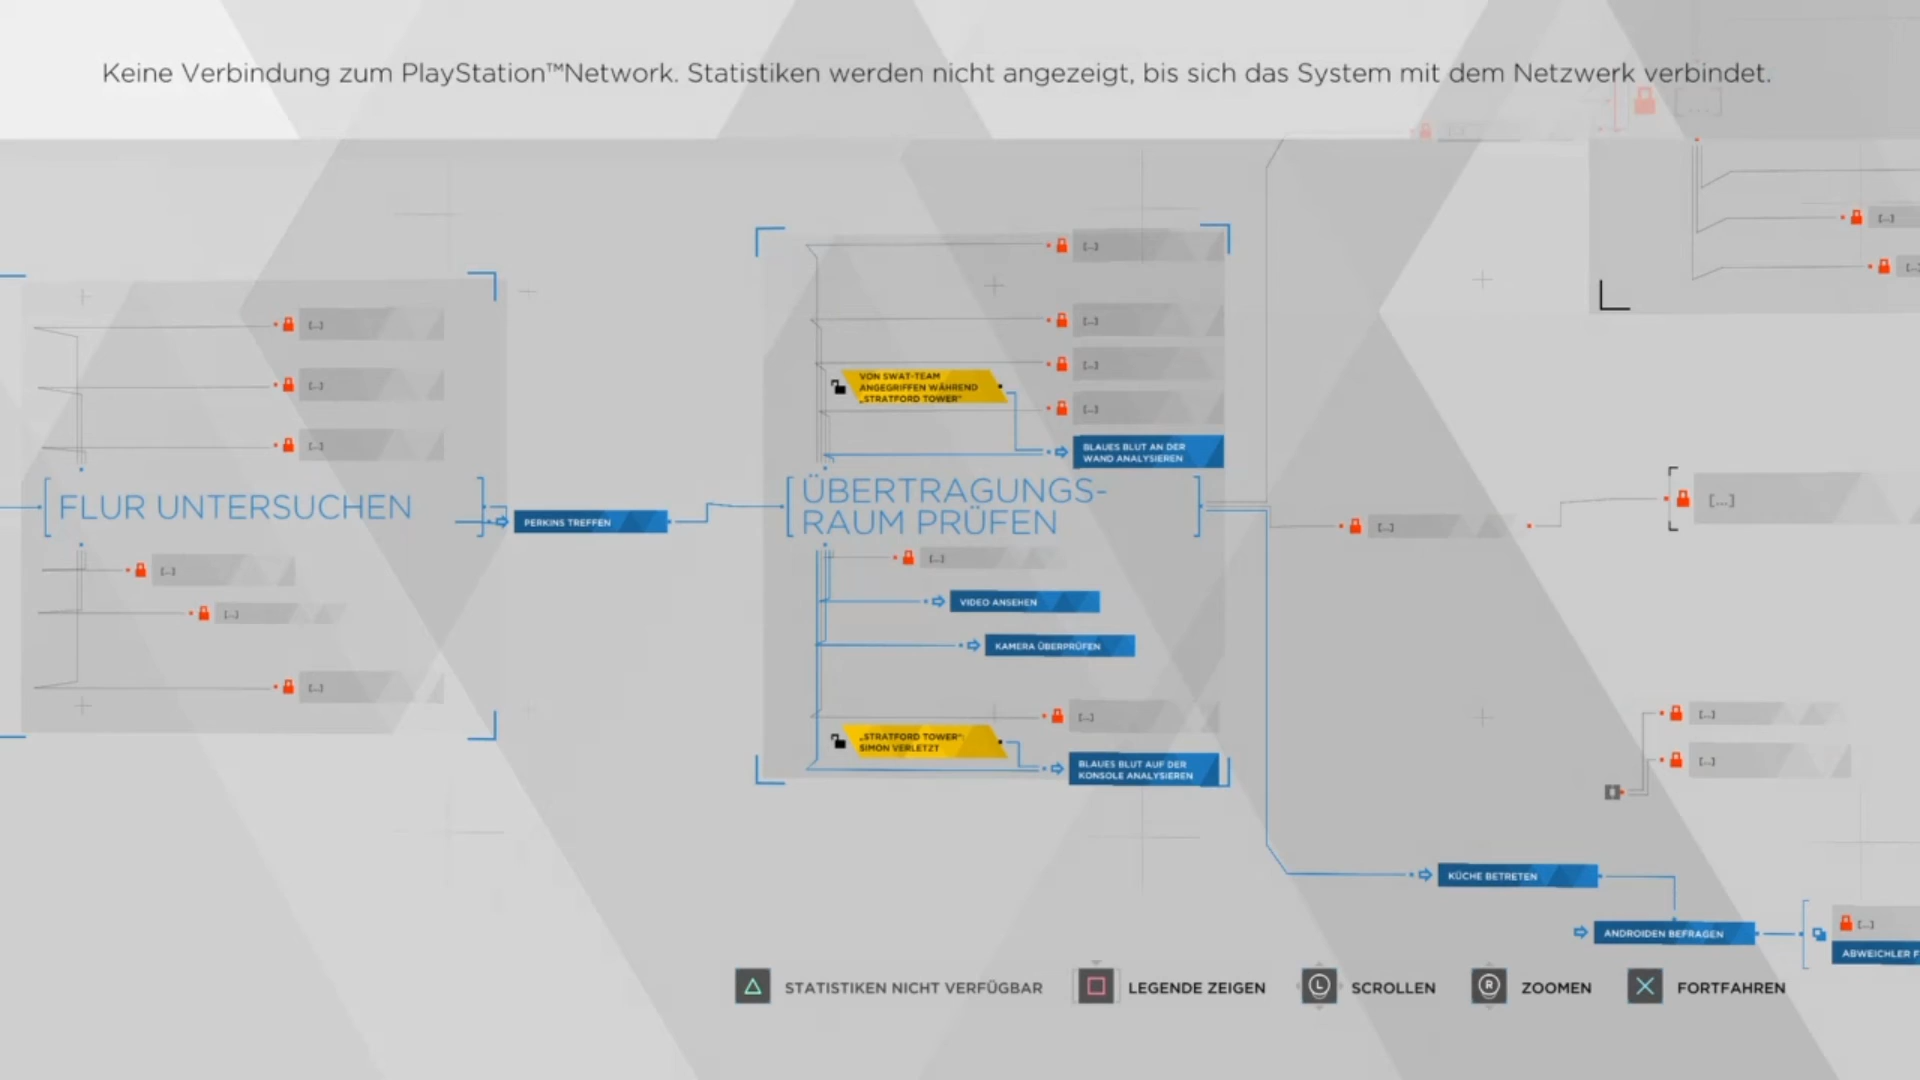 Keine Verbindung zum PlayStation™Network. Statistiken werden nicht angezeigt, bis sich das System mit dem Netzwerk verbindet.
[...]
[...]
[...]
[...]
[...]
[...]
[...]
[...]
[...]
[...]
VON SWAT-TEAM
ANGEGRIFFEN WÄHREND
„STRATFORD TOWER“
[...]
BLAUES BLUT AN DER
WAND ANALYSIEREN
FLUR UNTERSUCHEN
PERKINS TREFFEN
ÜBERTRAGUNGS-
RAUM PRÜFEN
[...]
[...]
[...]
[...]
[...]
[...]
VIDEO ANSEHEN
KAMERA ÜBERPRÜFEN
[...]
[...]
[...]
„STRATFORD TOWER“:
SIMON VERLETZT
BLAUES BLUT AUF DER
KONSOLE ANALYSIEREN
[...]
KÜCHE BETRETEN
ANDROIDEN BEFRAGEN
[...]
ABWEICHLER F
STATISTIKEN NICHT VERFÜGBAR
LEGENDE ZEIGEN
L SCROLLEN
R ZOOMEN
FORTFAHREN